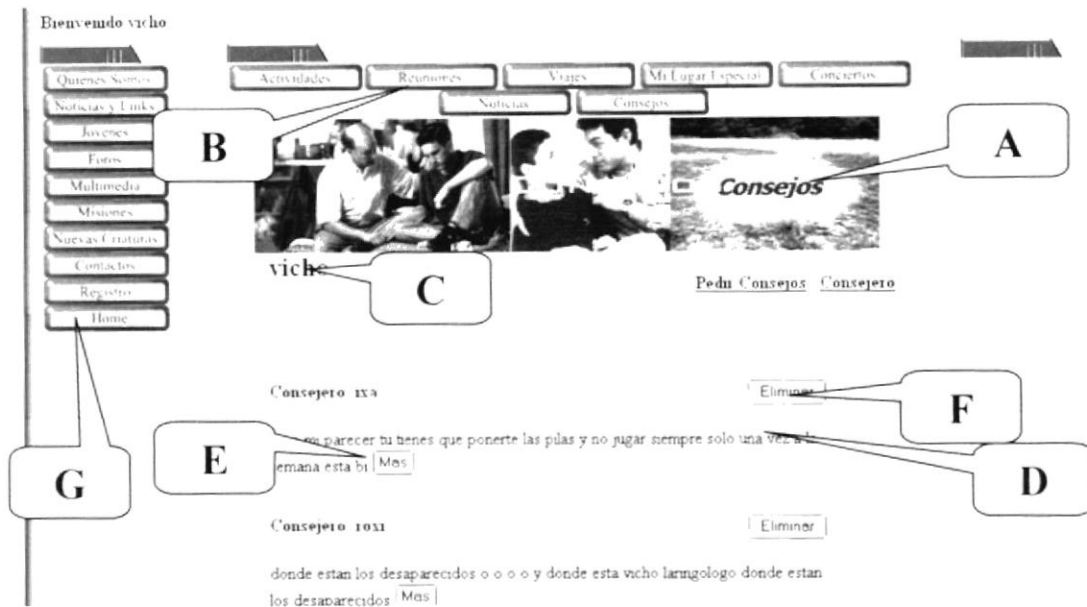 Bienvenido vicho
Quienes Somos
Noticias y Links
Jovenes
Fotos
Multimedia
Misiones
Nuevas Criaturas
Contactos
Registro
Home
Actividades Reuniones Viajes Mi Lugar Especial Conciertos
Noticias Consejos
B
A
Consejos
vicho
C
Pedir Consejos Consejero
Consejero ixa Eliminar
F
mi parecer tu tienes que ponerte las pilas y no jugar siempre solo una vez a la
semana esta bi Mas
E
D
G
Consejero roxi Eliminar
donde estan los desaparecidos o o o o y donde esta vicho laringologo donde estan
los desaparecidos Mas